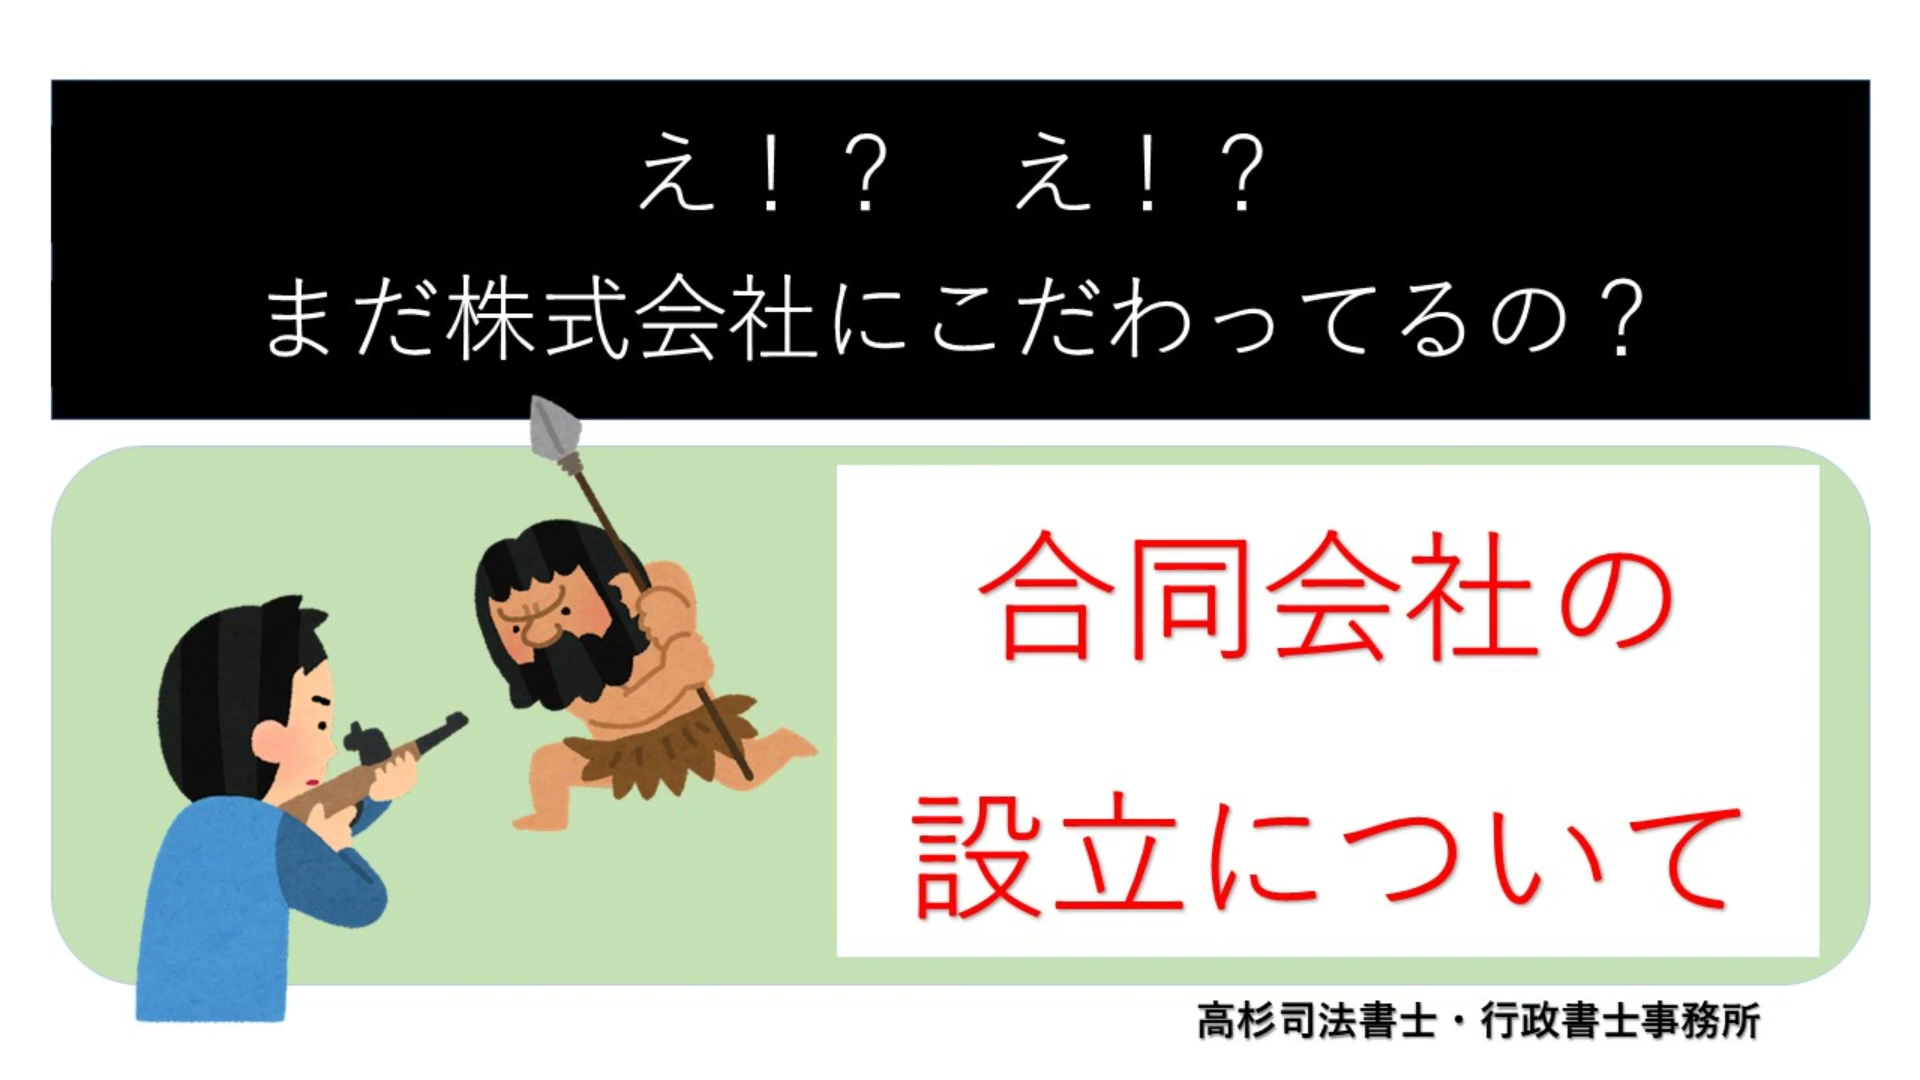 え！？　え！？
まだ株式会社にこだわってるの？
合同会社の
設立について
高杉司法書士・行政書士事務所